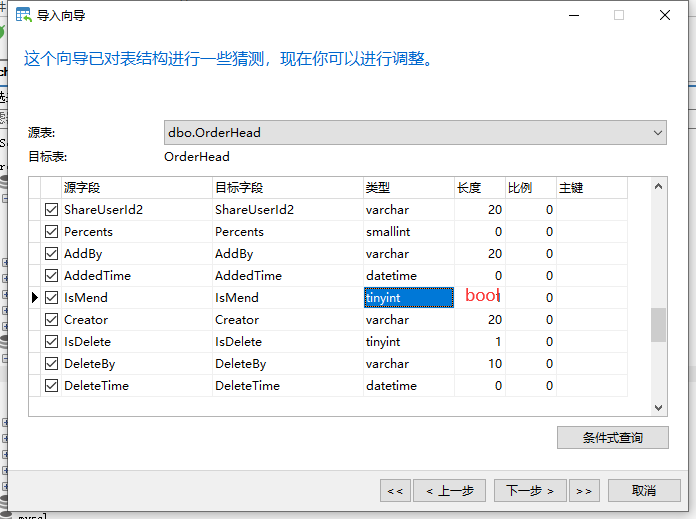 导入向导
这个向导已对表结构进行一些猜测，现在你可以进行调整。
源表: dbo.OrderHead
目标表: OrderHead
源字段 目标字段 类型 长度 比例 主键
ShareUserId2 ShareUserId2 varchar 20 0
Percents Percents smallint 0 0
AddBy AddBy varchar 20 0
AddedTime AddedTime datetime 0 0
IsMend IsMend tinyint bool 0
Creator Creator varchar 20 0
IsDelete IsDelete tinyint 1 0
DeleteBy DeleteBy varchar 10 0
DeleteTime DeleteTime datetime 0 0
条件式查询
<< < 上一步 下一步 > >> 取消